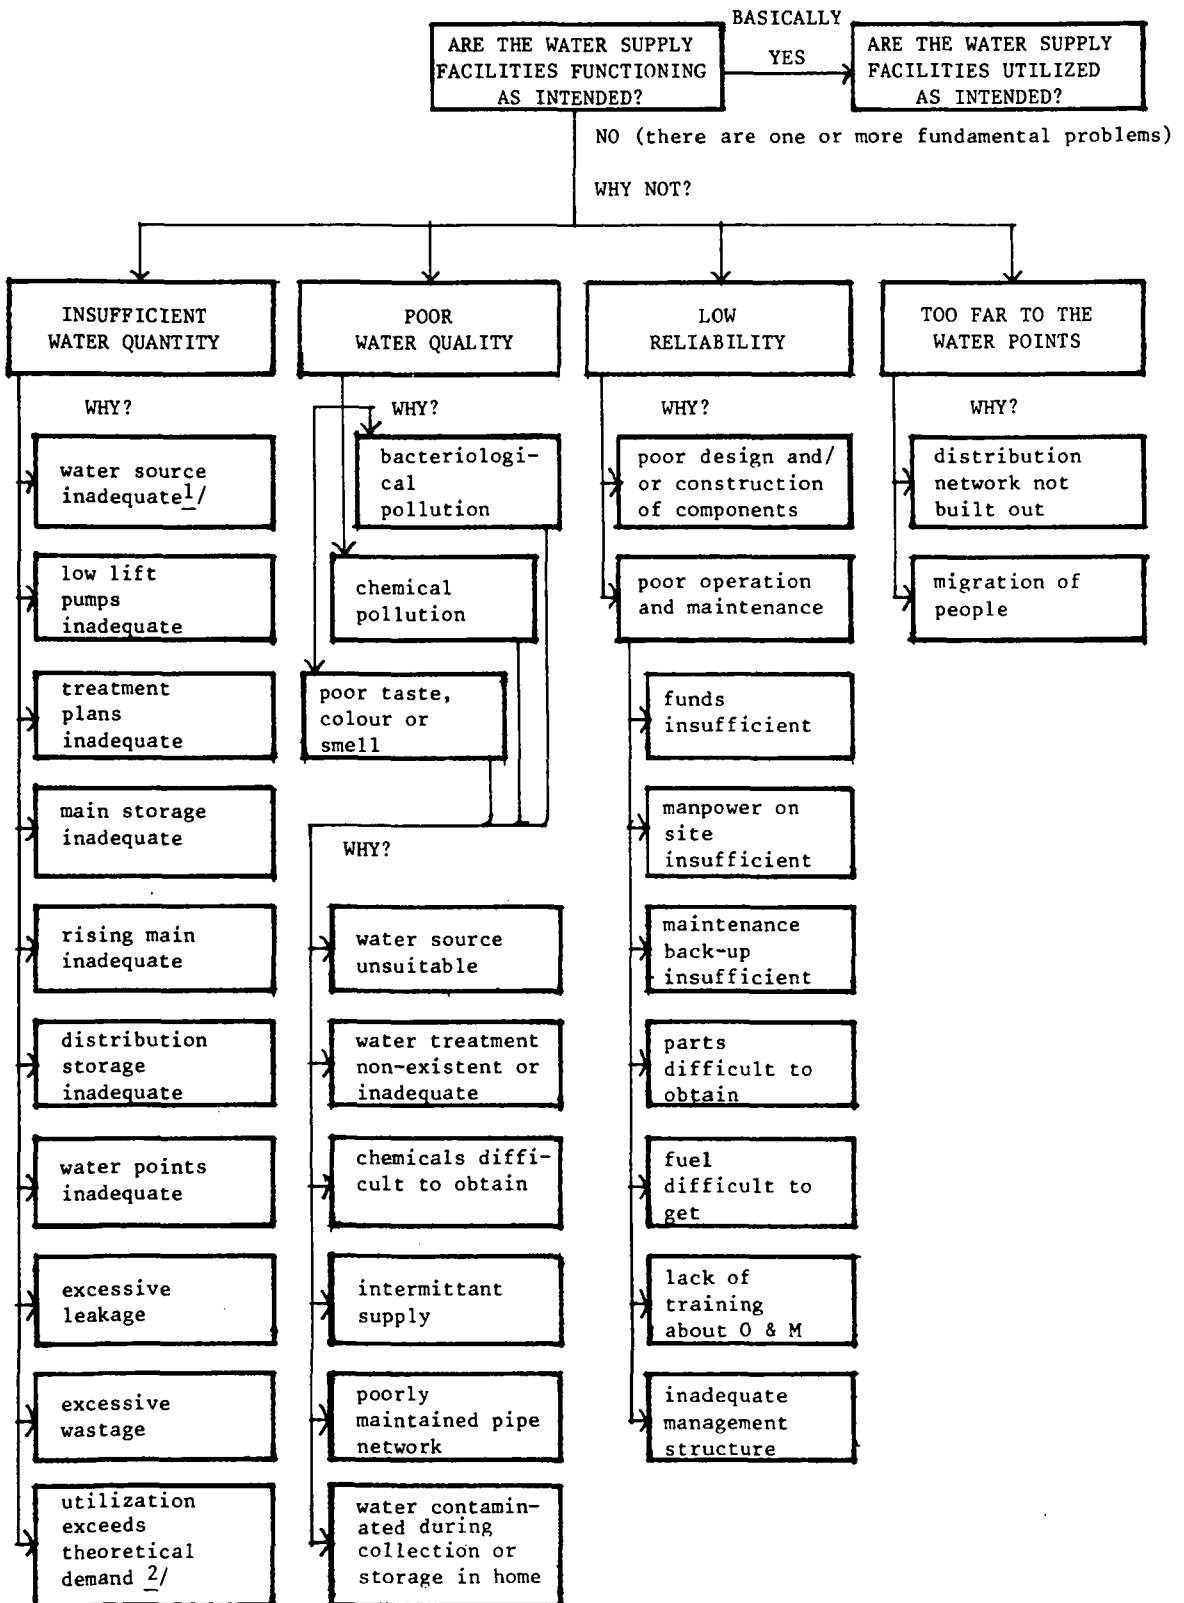 BASICALLY
ARE THE WATER SUPPLY
FACILITIES FUNCTIONING
AS INTENDED?
YES
ARE THE WATER SUPPLY
FACILITIES UTILIZED
AS INTENDED?
NO (there are one or more fundamental problems)
WHY NOT?
INSUFFICIENT
WATER QUANTITY
WHY?
water source
inadequate 1/
low lift
pumps
inadequate
treatment
plans
inadequate
main storage
inadequate
rising main
inadequate
distribution
storage
inadequate
water points
inadequate
excessive
leakage
excessive
wastage
utilization
exceeds
theoretical
demand 2/
POOR
WATER QUALITY
WHY?
bacteriologi-
cal
pollution
chemical
pollution
poor taste,
colour or
smell
WHY?
water source
unsuitable
water treatment
non-existent or
inadequate
chemicals diffi-
cult to obtain
intermittant
supply
poorly
maintained pipe
network
water contamin-
ated during
collection or
storage in home
LOW
RELIABILITY
WHY?
poor design and/
or construction
of components
poor operation
and maintenance
funds
insufficient
manpower on
site
insufficient
maintenance
back-up
insufficient
parts
difficult to
obtain
fuel
difficult to
get
lack of
training
about O & M
inadequate
management
structure
TOO FAR TO THE
WATER POINTS
WHY?
distribution
network not
built out
migration of
people